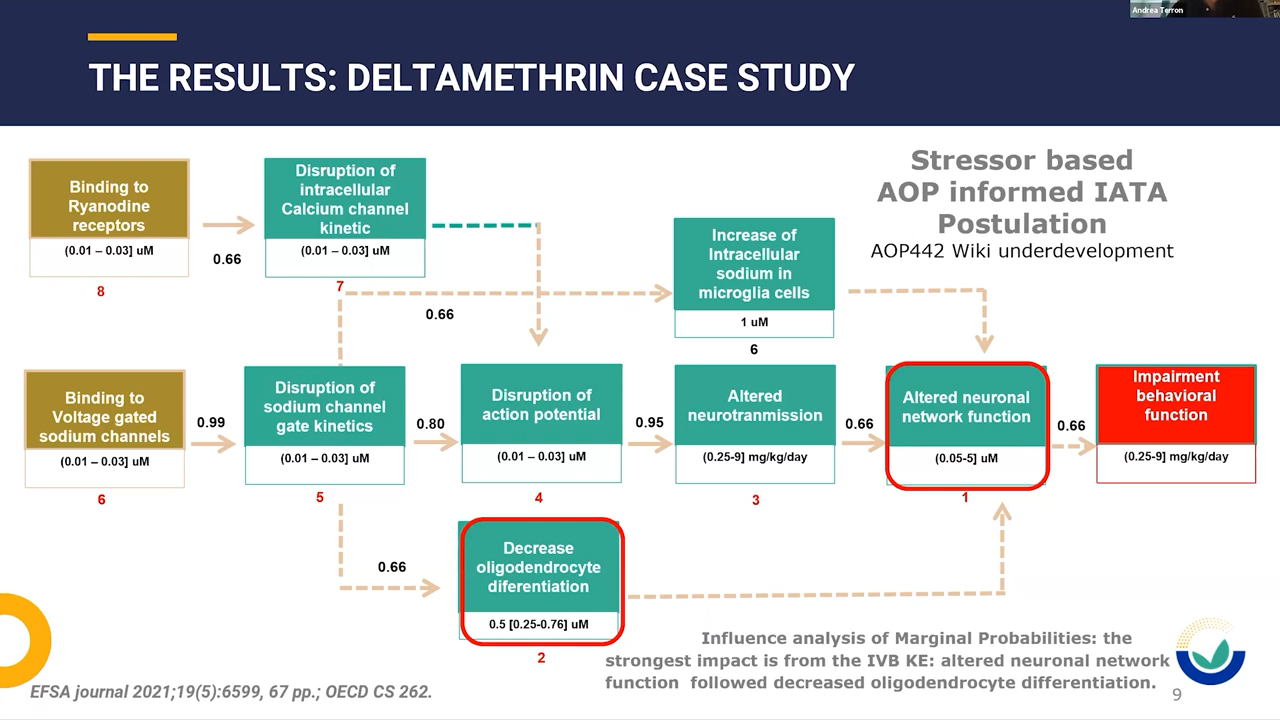 Andrea Terron
THE RESULTS: DELTAMETHRIN CASE STUDY
Stressor based
AOP informed IATA
Postulation
AOP442 Wiki underdevelopment
Binding to
Ryanodine
receptors
(0.01 – 0.03] uM
8
0.66
Disruption of
intracellular
Calcium channel
kinetic
(0.01 – 0.03] uM
7
0.66
Increase of
Intracellular
sodium in
microglia cells
1 uM
6
Binding to
Voltage gated
sodium channels
(0.01 – 0.03] uM
6
0.99
Disruption of
sodium channel
gate kinetics
(0.01 – 0.03] uM
5
0.80
Disruption of
action potential
(0.01 – 0.03] uM
4
0.95
Altered
neurotranmission
(0.25-9] mg/kg/day
3
0.66
Altered neuronal
network function
(0.05-5] uM
1
0.66
Impairment
behavioral
function
(0.25-9] mg/kg/day
0.66
Decrease
oligodendrocyte
diferentiation
0.5 [0.25-0.76] uM
2
Influence analysis of Marginal Probabilities: the
strongest impact is from the IVB KE: altered neuronal network
function followed decreased oligodendrocyte differentiation.
EFSA journal 2021;19(5):6599, 67 pp.; OECD CS 262.
9